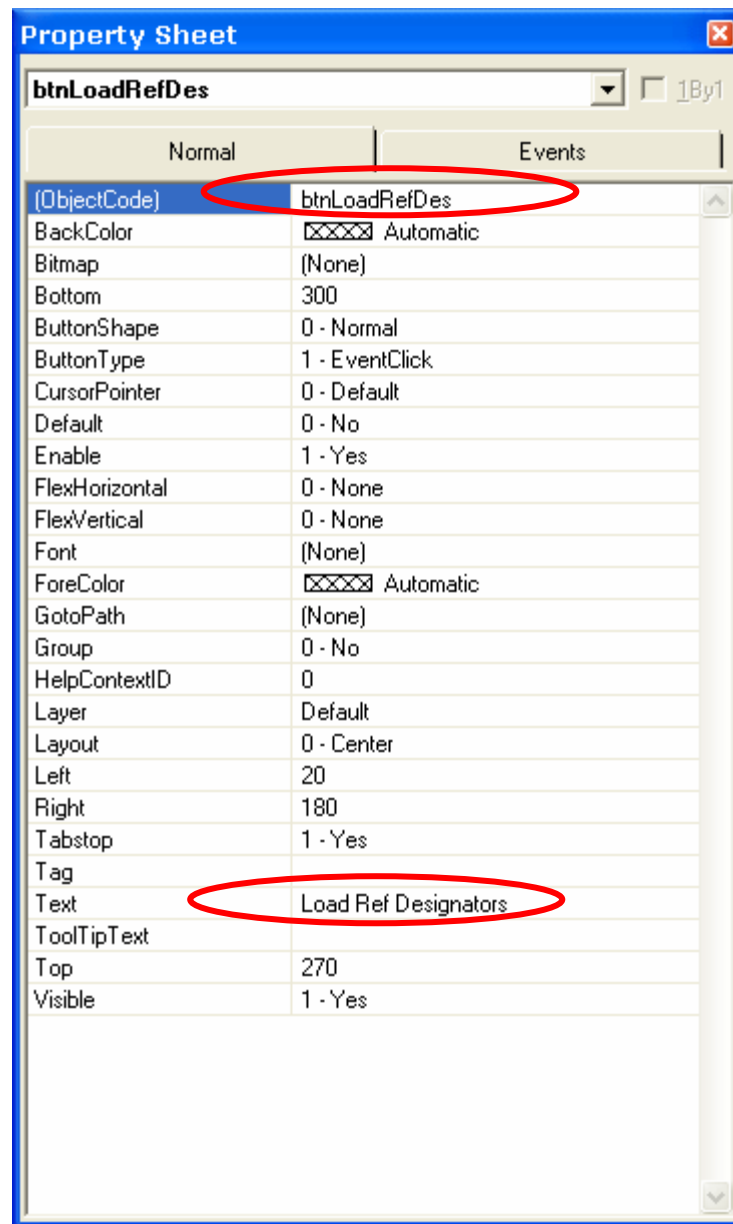 Property Sheet
btnLoadRefDes 1By1
Normal Events
(ObjectCode) btnLoadRefDes
BackColor Automatic
Bitmap (None)
Bottom 300
ButtonShape 0 - Normal
ButtonType 1 - EventClick
CursorPointer 0 - Default
Default 0 - No
Enable 1 - Yes
FlexHorizontal 0 - None
FlexVertical 0 - None
Font (None)
ForeColor Automatic
GotoPath (None)
Group 0 - No
HelpContextID 0
Layer Default
Layout 0 - Center
Left 20
Right 180
Tabstop 1 - Yes
Tag
Text Load Ref Designators
ToolTipText
Top 270
Visible 1 - Yes